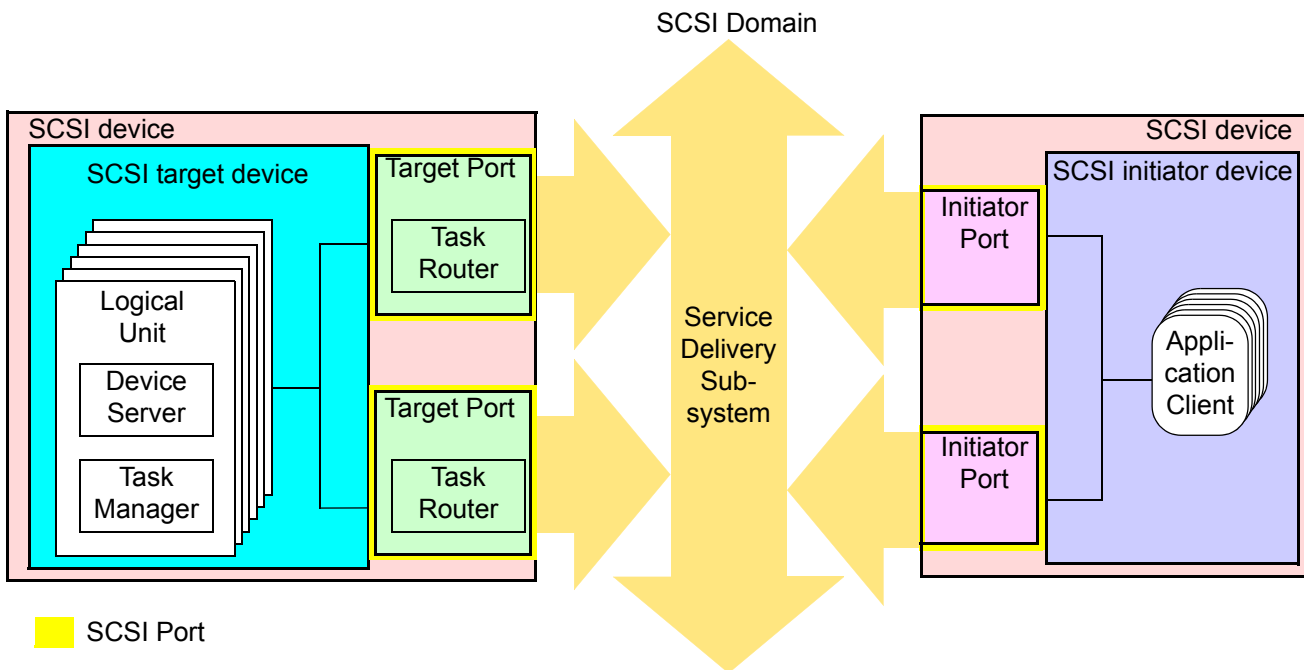 SCSI Domain
SCSI device
SCSI target device
Logical
Unit
Device
Server
Task
Manager
Target Port
Task
Router
Target Port
Task
Router
Service
Delivery
Sub-
system
SCSI device
SCSI initiator device
Initiator
Port
Initiator
Port
Appli-
cation
Client
SCSI Port